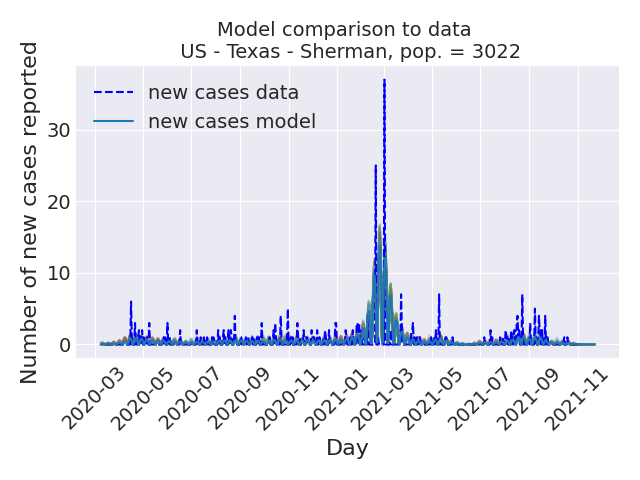 Model comparison to data
US - Texas - Sherman, pop. = 3022
Number of new cases reported
30
20
10
0
new cases data
new cases model
2020-03
2020-05
2020-07
2020-09
2020-11
2021-01
2021-03
2021-05
2021-07
2021-09
2021-11
Day